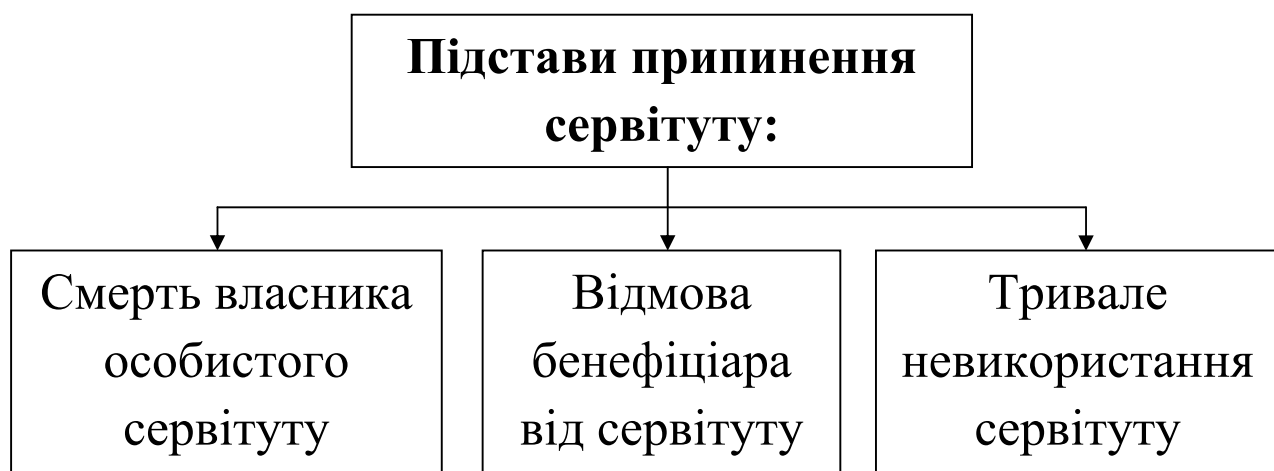 Підстави припинення
сервітуту:
Смерть власника
особистого
сервітуту
Відмова
бенефіціара
від сервітуту
Тривале
невикористання
сервітуту